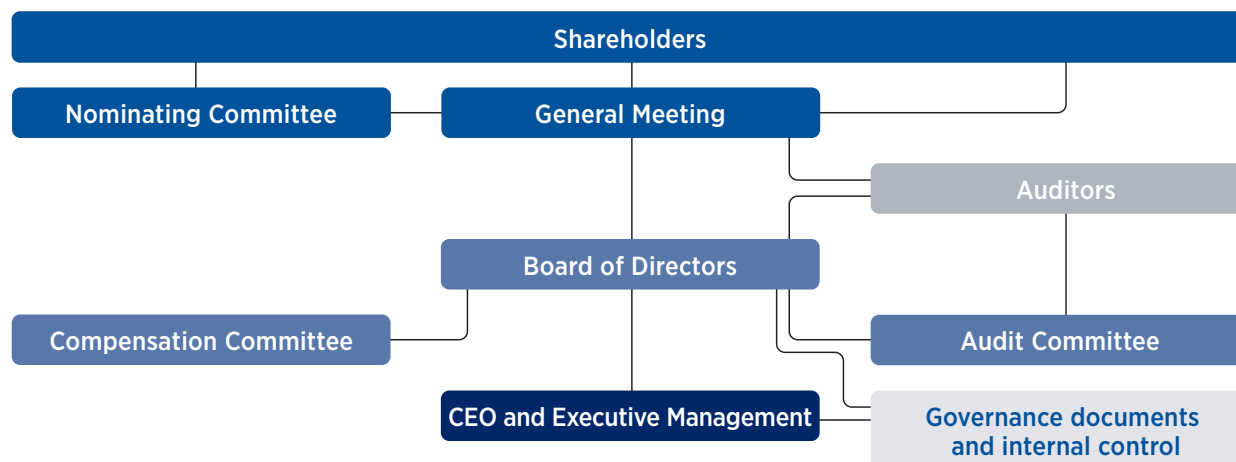 Shareholders
Nominating Committee
General Meeting
Auditors
Board of Directors
Compensation Committee
Audit Committee
CEO and Executive Management
Governance documents
and internal control